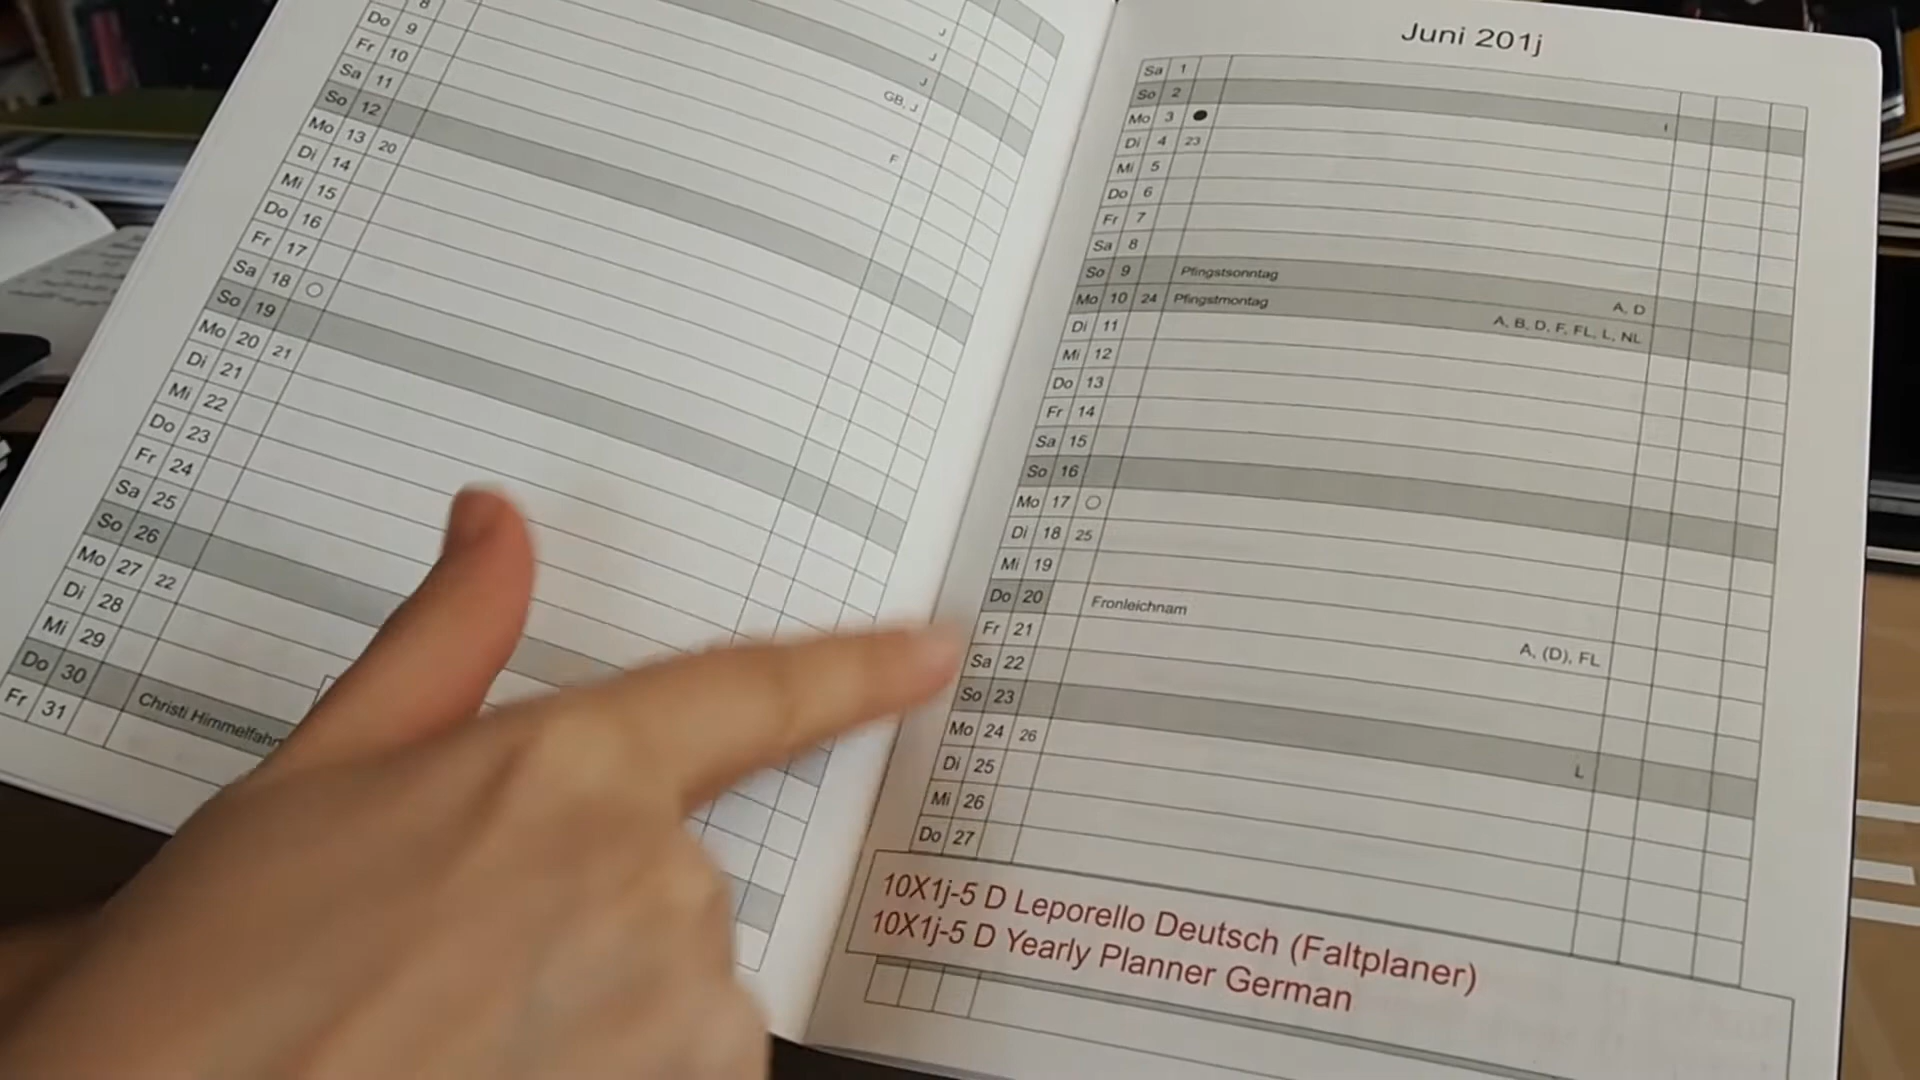 8
Do 9
Fr 10
Sa 11
So 12
Mo 13 20
Di 14
Mi 15
Do 16
Fr 17
Sa 18
So 19
Mo 20 21
Di 21
Mi 22
Do 23
Fr 24
Sa 25
So 26
Mo 27 22
Di 28
Mi 29
Do 30 Christi Himmelfahr
Fr 31
J
J
J
GB, J
F
Juni 201j
Sa 1
So 2 I
Mo 3
Di 4 23
Mi 5
Do 6
Fr 7
Sa 8
So 9 Pfingstsonntag A, D
Mo 10 24 Pfingstmontag A, B, D, F, FL, L, NL
Di 11
Mi 12
Do 13
Fr 14
Sa 15
So 16
Mo 17
Di 18 25
Mi 19
Do 20 Fronleichnam A, (D), FL
Fr 21
Sa 22
So 23 L
Mo 24 26
Di 25
Mi 26
Do 27
10X1j-5 D Leporello Deutsch (Faltplaner)
10X1j-5 D Yearly Planner German